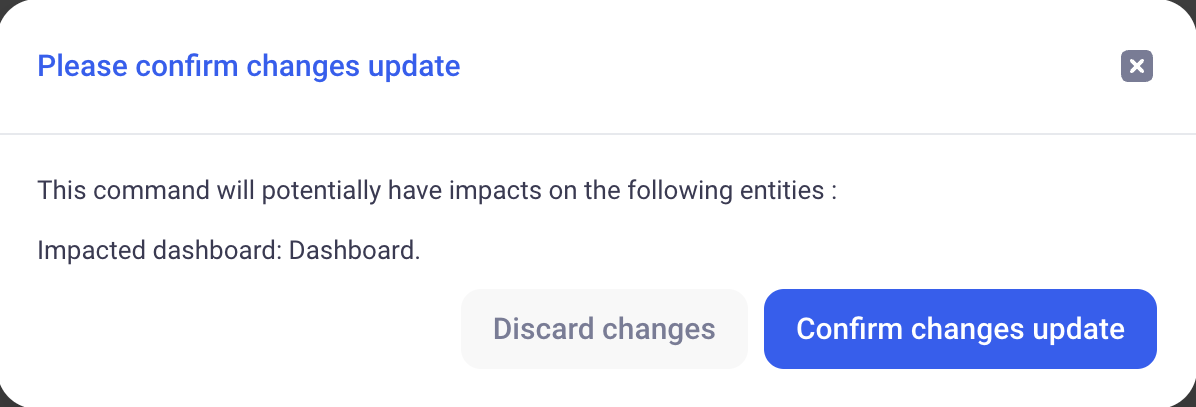 Please confirm changes update
This command will potentially have impacts on the following entities :
Impacted dashboard: Dashboard.
Discard changes
Confirm changes update